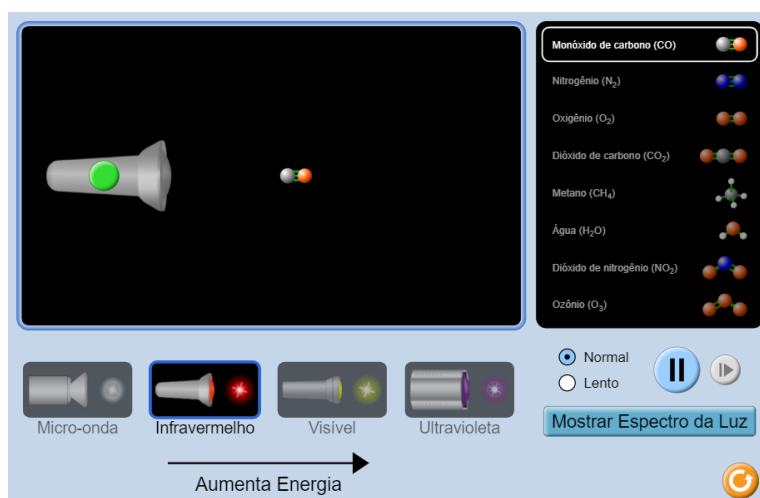 Monóxido de carbono (CO)
Nitrogênio (N₂)
Oxigênio (O₂)
Dióxido de carbono (CO₂)
Metano (CH₄)
Água (H₂O)
Dióxido de nitrogênio (NO₂)
Ozônio (O₃)
Micro-onda
Infravermelho
Visível
Ultravioleta
Normal
Lento
Mostrar Espectro da Luz
Aumenta Energia